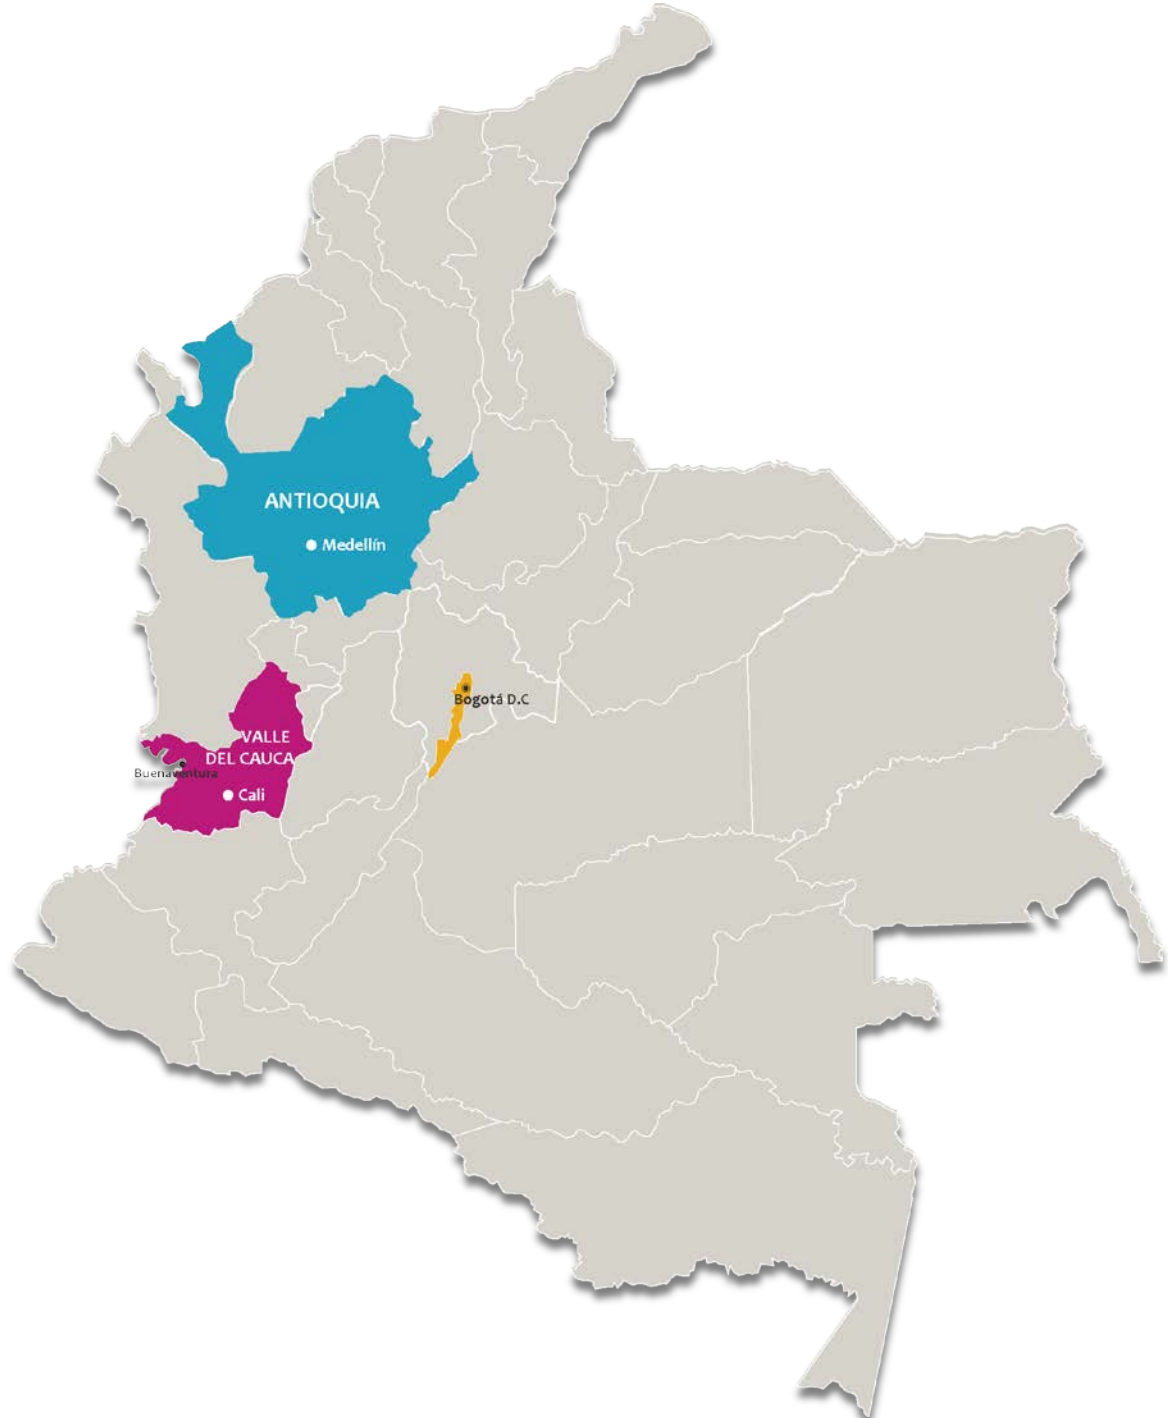 ANTIOQUIA
Medellín
Bogotá D.C
VALLE
DEL CAUCA
Buenaventura
Cali